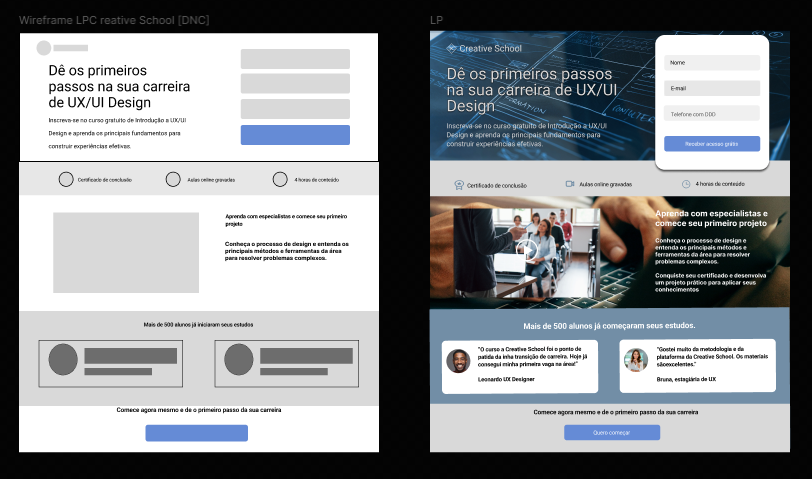 Wireframe LPC reative School [DNC]
Dê os primeiros
passos na sua carreira
de UX/UI Design
Inscreva-se no curso gratuito de Introdução a UX/UI
Design e aprenda os principais fundamentos para
construir experiências efetivas.
Certificado de conclusão
Aulas online gravadas
4 horas de conteúdo
Aprenda com especialistas e comece seu primeiro
projeto
Conheça o processo de design e entenda os
principais métodos e ferramentas da área
para resolver problemas complexos.
Mais de 500 alunos já iniciaram seus estudos
Comece agora mesmo e de o primeiro passo da sua carreira
LP
Creative School
Dê os primeiros passos
na sua carreira de UX/UI
Design
Inscreva-se no curso gratuito de Introdução a UX/UI
Design e aprenda os principais fundamentos para
construir experiências efetivas.
Nome
E-mail
Telefone com DDD
Receber acesso grátis
Certificado de conclusão
Aulas online gravadas
4 horas de conteúdo
Aprenda com especialistas e
comece seu primeiro projeto
Conheça o processo de design e
entenda os principais métodos e
ferramentas da área para resolver
problemas complexos.
Conquiste seu certificado e desenvolva
um projeto prático para aplicar seus
conhecimentos
Mais de 500 alunos já começaram seus estudos.
"O curso a Creative School foi o ponto de
patida da inha transição de carreira. Hoje já
consegui minha primeira vaga na área!"
Leonardo UX Designer
"Gostei muito da metodologia e da
plataforma da Creative School. Os materiais
sãoexcelentes."
Bruna, estagiária de UX
Comece agora mesmo e de o primeiro passo da sua carreira
Quero começa!